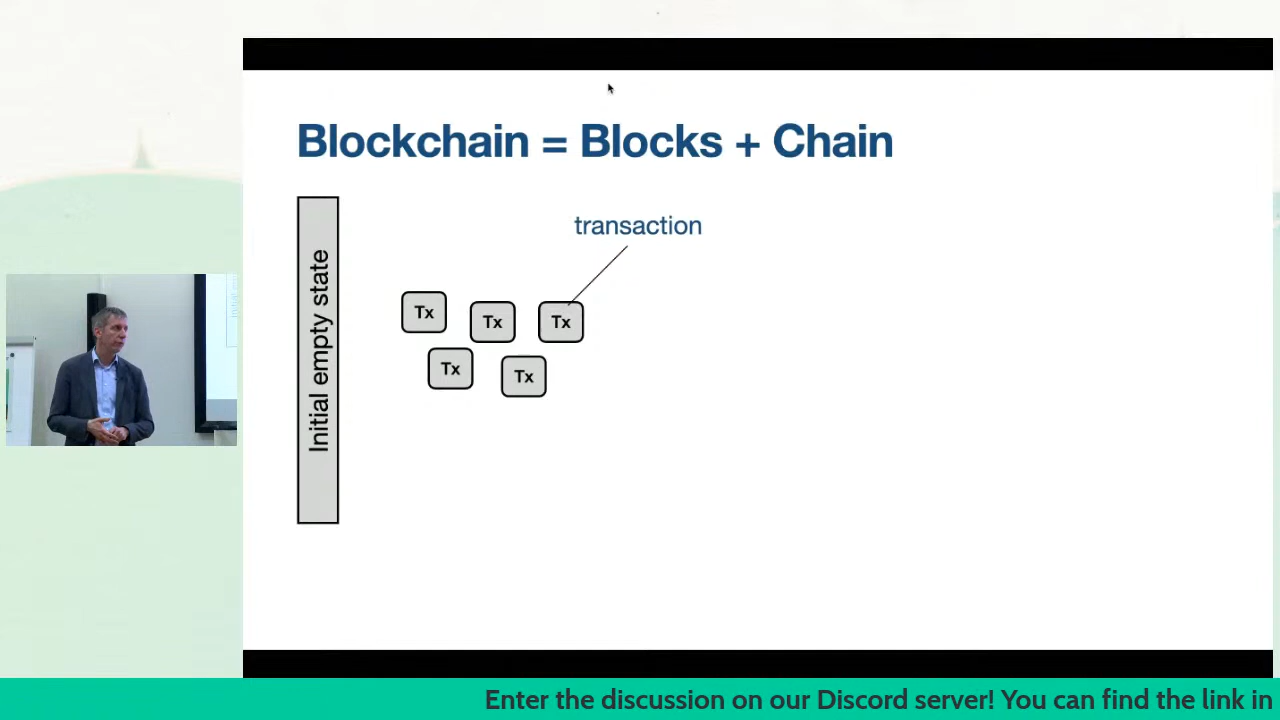 Blockchain = Blocks + Chain
transaction
Initial empty state
Tx
Tx
Tx
Tx
Tx
Enter the discussion on our Discord server! You can find the link in